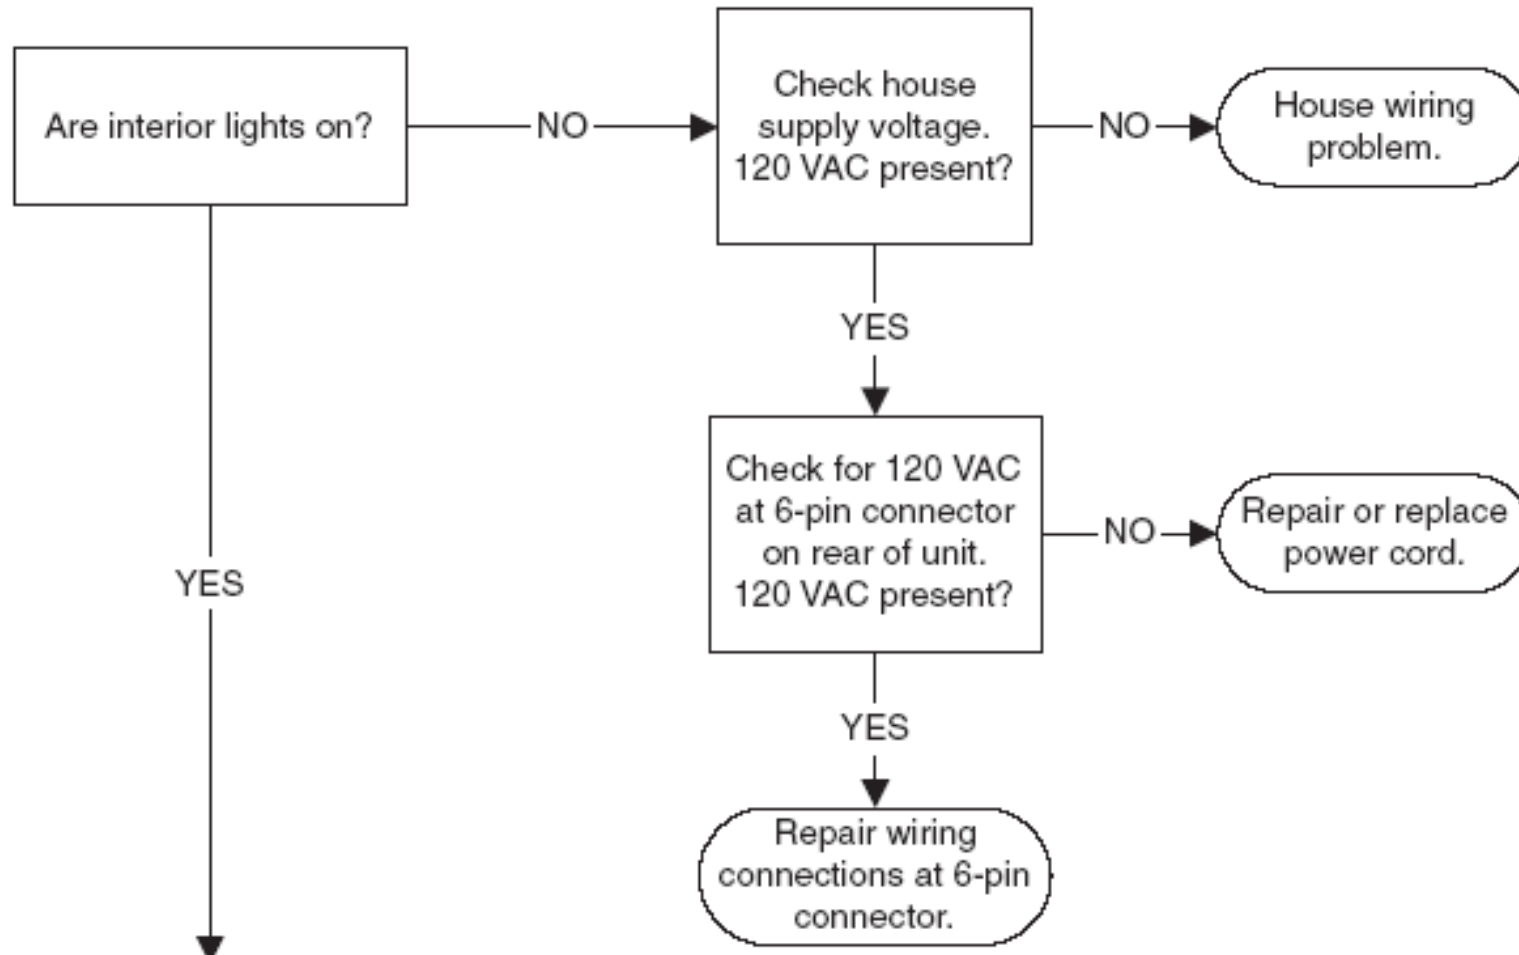 Are interior lights on?
NO
Check house
supply voltage.
120 VAC present?
NO
House wiring
problem.
YES
Check for 120 VAC
at 6-pin connector
on rear of unit.
120 VAC present?
NO
Repair or replace
power cord.
YES
YES
Repair wiring
connections at 6-pin
connector.